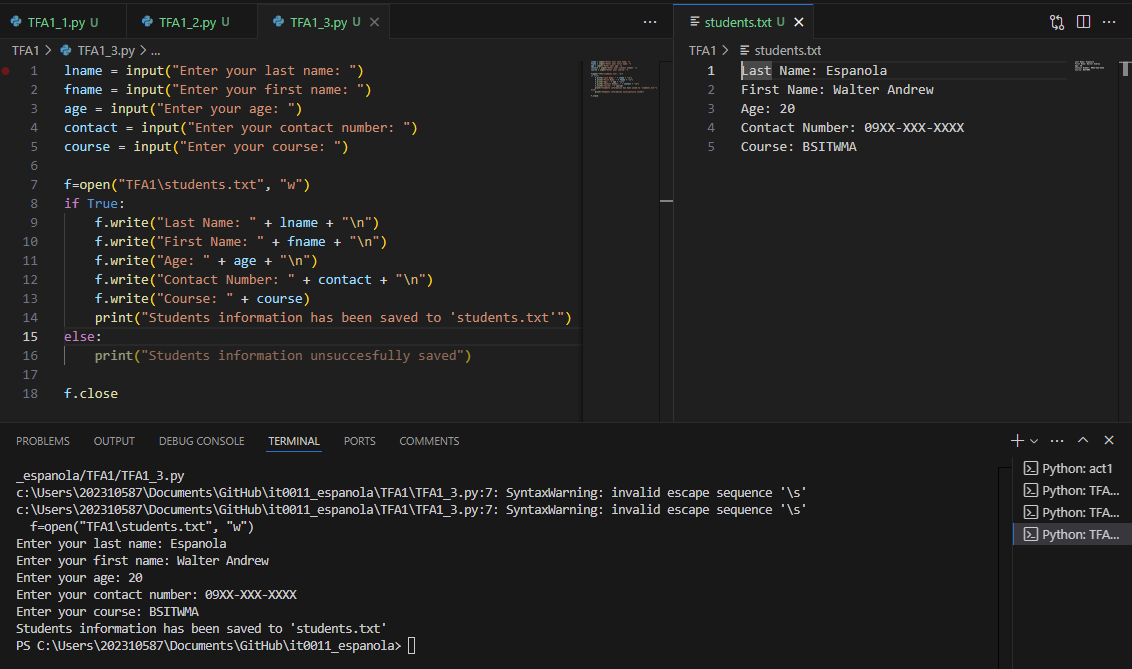 TFA1_1.py U
TFA1_2.py U
TFA1_3.py U
TFA1 > TFA1_3.py > ...
1 lname = input("Enter your last name: ")
2 fname = input("Enter your first name: ")
3 age = input("Enter your age: ")
4 contact = input("Enter your contact number: ")
5 course = input("Enter your course: ")
6
7 f=open("TFA1\students.txt", "w")
8 if True:
9 f.write("Last Name: " + lname + "\n")
10 f.write("First Name: " + fname + "\n")
11 f.write("Age: " + age + "\n")
12 f.write("Contact Number: " + contact + "\n")
13 f.write("Course: " + course)
14 print("Students information has been saved to 'students.txt'")
15 else:
16 print("Students information unsuccesfully saved")
17
18 f.close
students.txt U
TFA1 > students.txt
1 Last Name: Espanola
2 First Name: Walter Andrew
3 Age: 20
4 Contact Number: 09XX-XXX-XXXX
5 Course: BSITWMA
PROBLEMS OUTPUT DEBUG CONSOLE TERMINAL PORTS COMMENTS
_espanola/TFA1/TFA1_3.py
c:\Users\202310587\Documents\GitHub\it0011_espanola\TFA1\TFA1_3.py:7: SyntaxWarning: invalid escape sequence '\s'
c:\Users\202310587\Documents\GitHub\it0011_espanola\TFA1\TFA1_3.py:7: SyntaxWarning: invalid escape sequence '\s'
f=open("TFA1\students.txt", "w")
Enter your last name: Espanola
Enter your first name: Walter Andrew
Enter your age: 20
Enter your contact number: 09XX-XXX-XXXX
Enter your course: BSITWMA
Students information has been saved to 'students.txt'
PS C:\Users\202310587\Documents\GitHub\it0011_espanola>
Python: act1
Python: TFA...
Python: TFA...
Python: TFA...